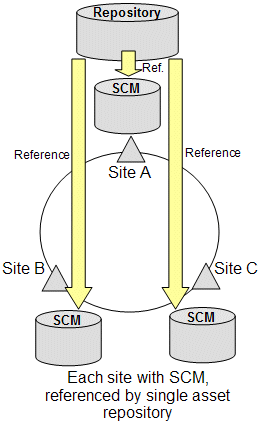 Repository
Ref.
SCM
Reference
Reference
Site A
Site B
Site C
SCM
SCM
Each site with SCM,
referenced by single asset
repository